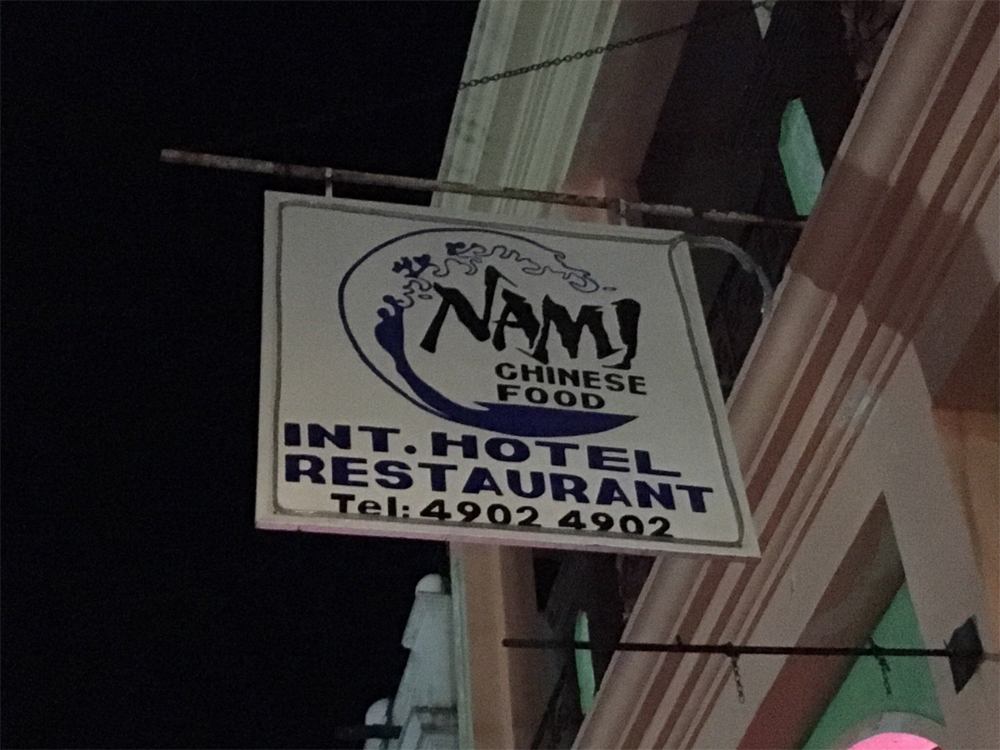 NAMI
CHINESE
FOOD
INT. HOTEL
RESTAURANT
Tel: 4902 4902